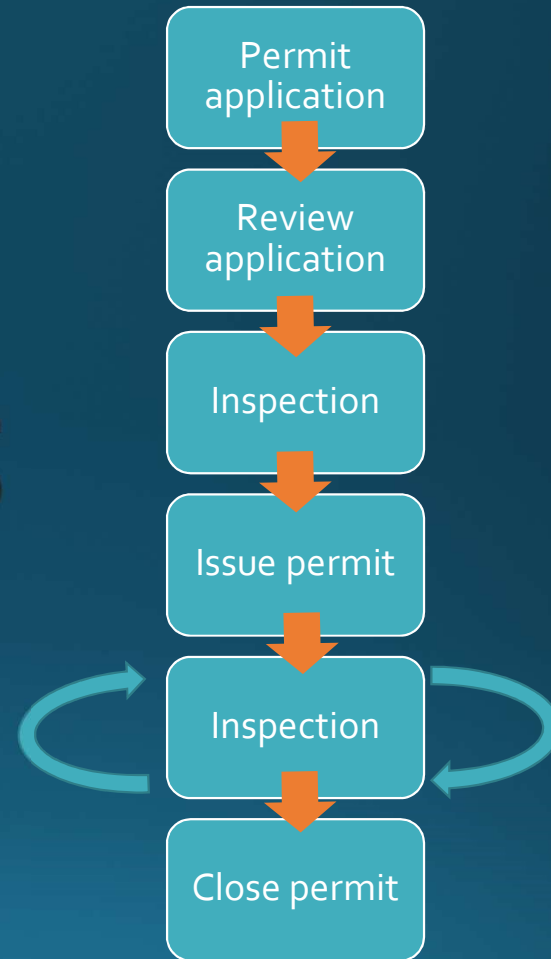 Permit
application
Review
application
Inspection
Issue permit
Inspection
Close permit